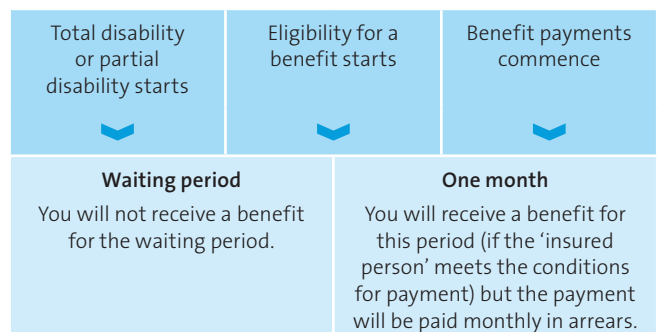 Total disability
or partial
disability starts
Eligibility for a
benefit starts
Benefit payments
commence
Waiting period
You will not receive a benefit
for the waiting period.
One month
You will receive a benefit for
this period (if the ‘insured
person’ meets the conditions
for payment) but the payment
will be paid monthly in arrears.